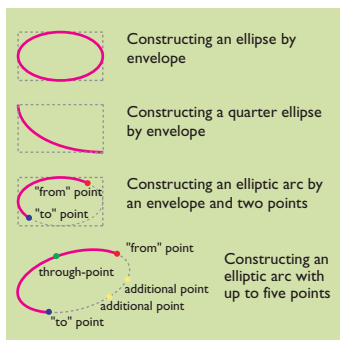 Constructing an ellipse by
envelope
Constructing a quarter ellipse
by envelope
Constructing an elliptic arc by
an envelope and two points
"from" point
"to" point
Constructing an
elliptic arc with
up to five points
"from" point
through-point
additional point
additional point
"to" point